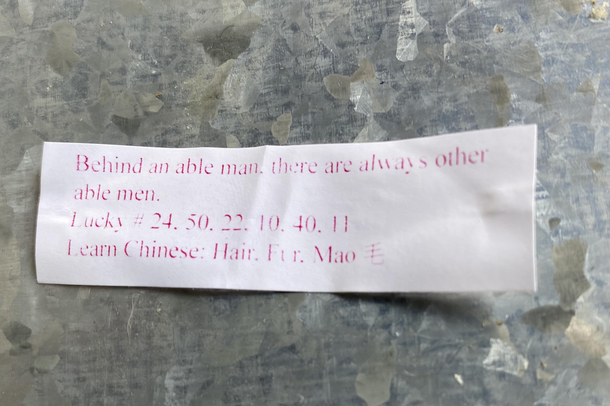 Behind an able man, there are always other
able men.
Lucky # 24, 50, 22, 10, 40, 11
Learn Chinese: Hair, Fur, Mao 毛